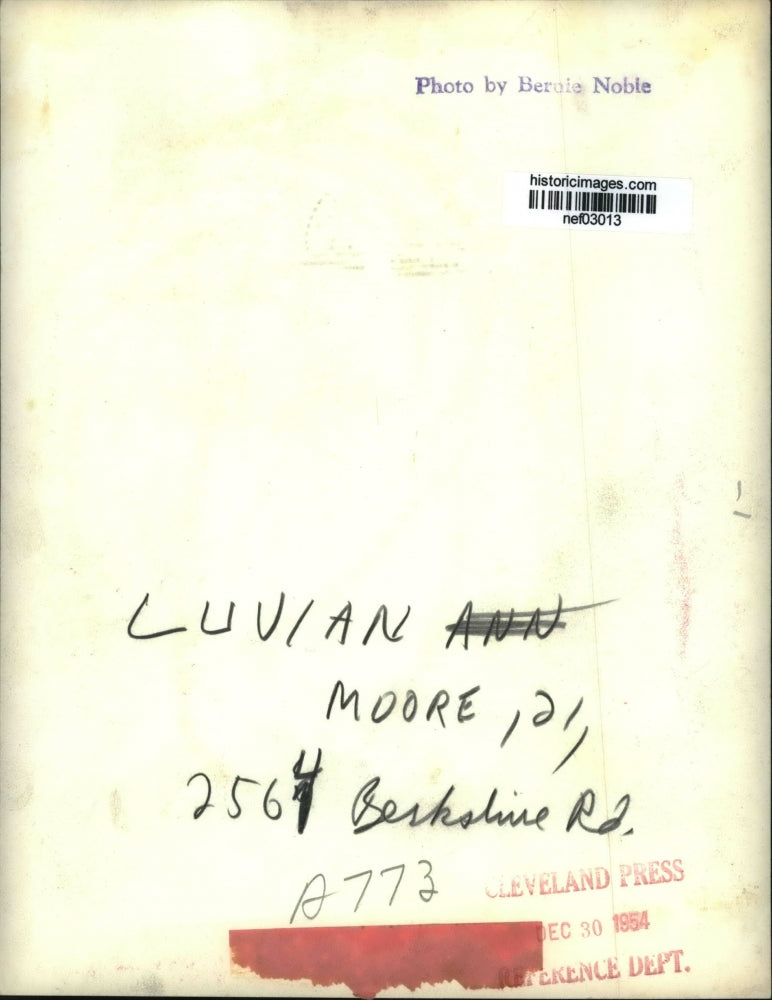 Photo by Bernie Noble
historicimages.com
nef03013
LUVIAN ANN
MOORE, 21,
2564 Berkshire Rd.
A773
CLEVELAND PRESS
DEC 30 1954
REFERENCE DEPT.